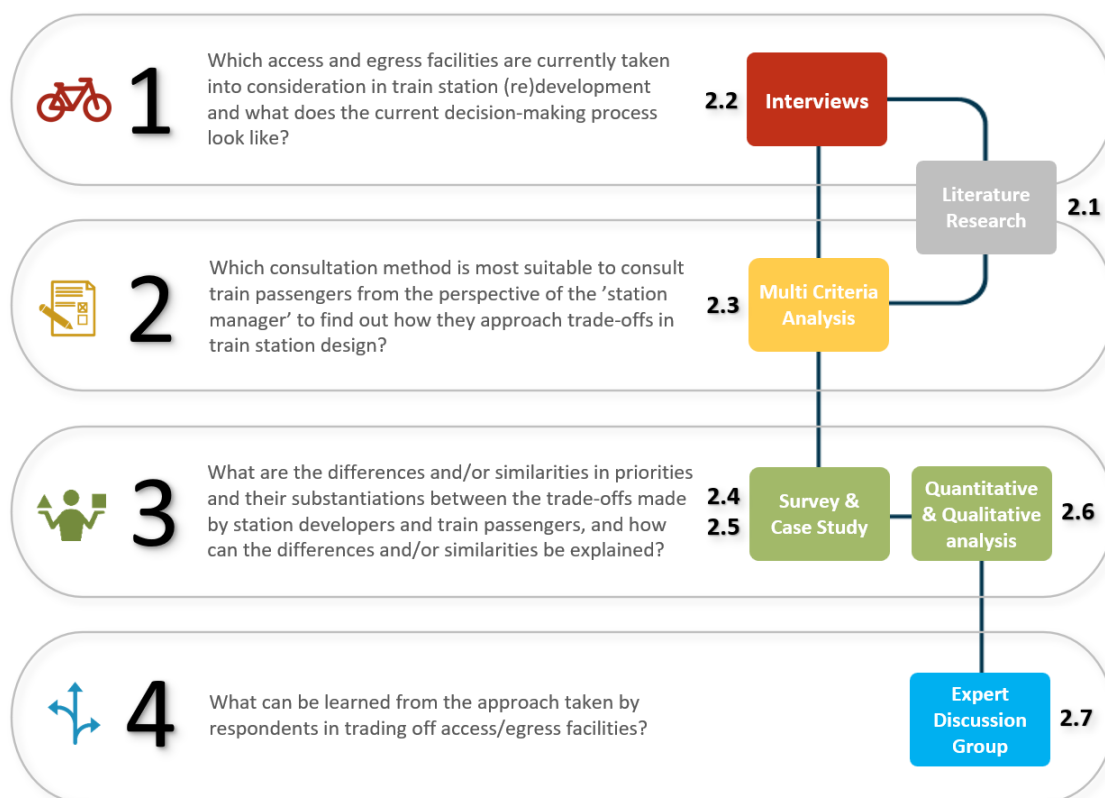 1
Which access and egress facilities are currently taken
into consideration in train station (re)development
and what does the current decision-making process
look like?
2.2
Interviews
Literature
Research
2.1
2
Which consultation method is most suitable to consult
train passengers from the perspective of the ’station
manager’ to find out how they approach trade-offs in
train station design?
2.3
Multi Criteria
Analysis
3
What are the differences and/or similarities in priorities
and their substantiations between the trade-offs made
by station developers and train passengers, and how
can the differences and/or similarities be explained?
2.4
2.5
Survey &
Case Study
Quantitative
& Qualitative
analysis
2.6
4
What can be learned from the approach taken by
respondents in trading off access/egress facilities?
Expert
Discussion
Group
2.7